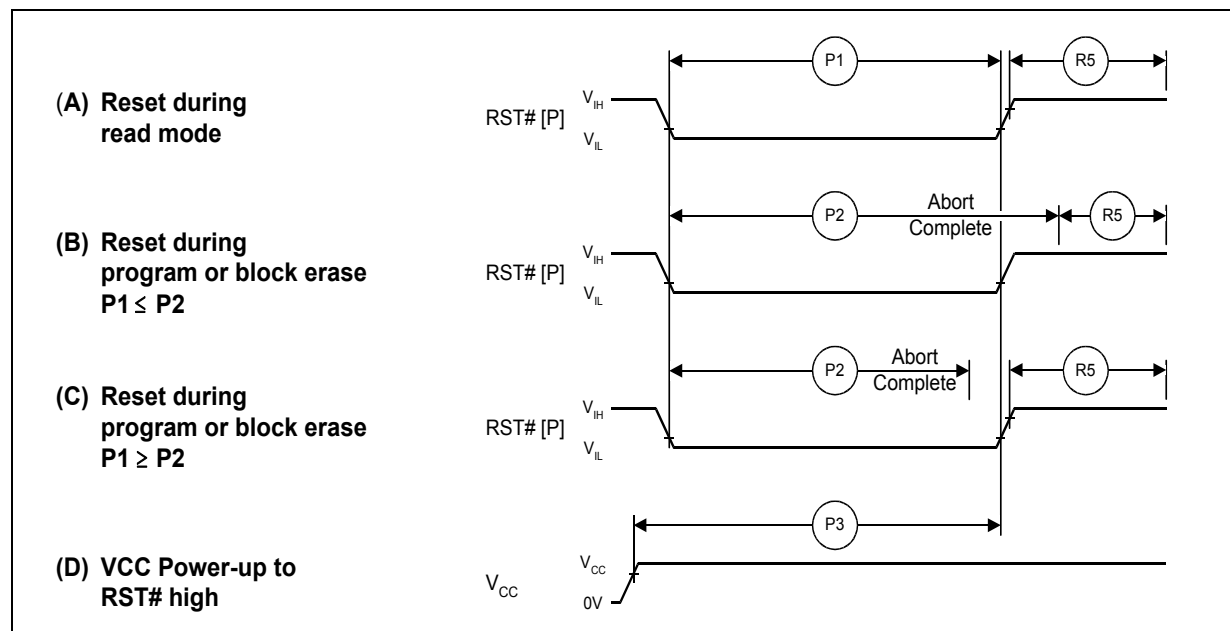 P1
R5
(A) Reset during
read mode
RST# [P]
VIH
VIL
P2
Abort
Complete
R5
(B) Reset during
program or block erase
P1 ≤ P2
RST# [P]
VIH
VIL
P2
Abort
Complete
R5
(C) Reset during
program or block erase
P1 ≥ P2
RST# [P]
VIH
VIL
P3
(D) VCC Power-up to
RST# high
VCC
VCC
0V